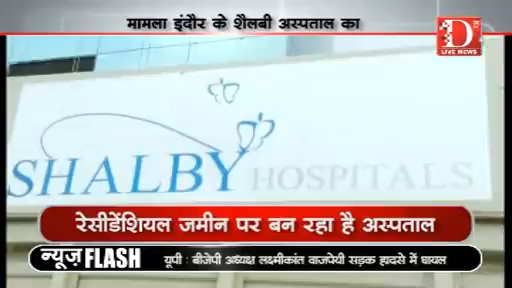 मामला इंदौर के शैलबी अस्पताल का
D
LIVE NEWS
SHALBY HOSPITALS
रेसीडेंशियल जमीन पर बन रहा है अस्पताल
न्यूज़ FLASH
यूपी : बीजेपी अध्यक्ष लक्ष्मीकांत वाजपेयी सड़क हादसे में घायल